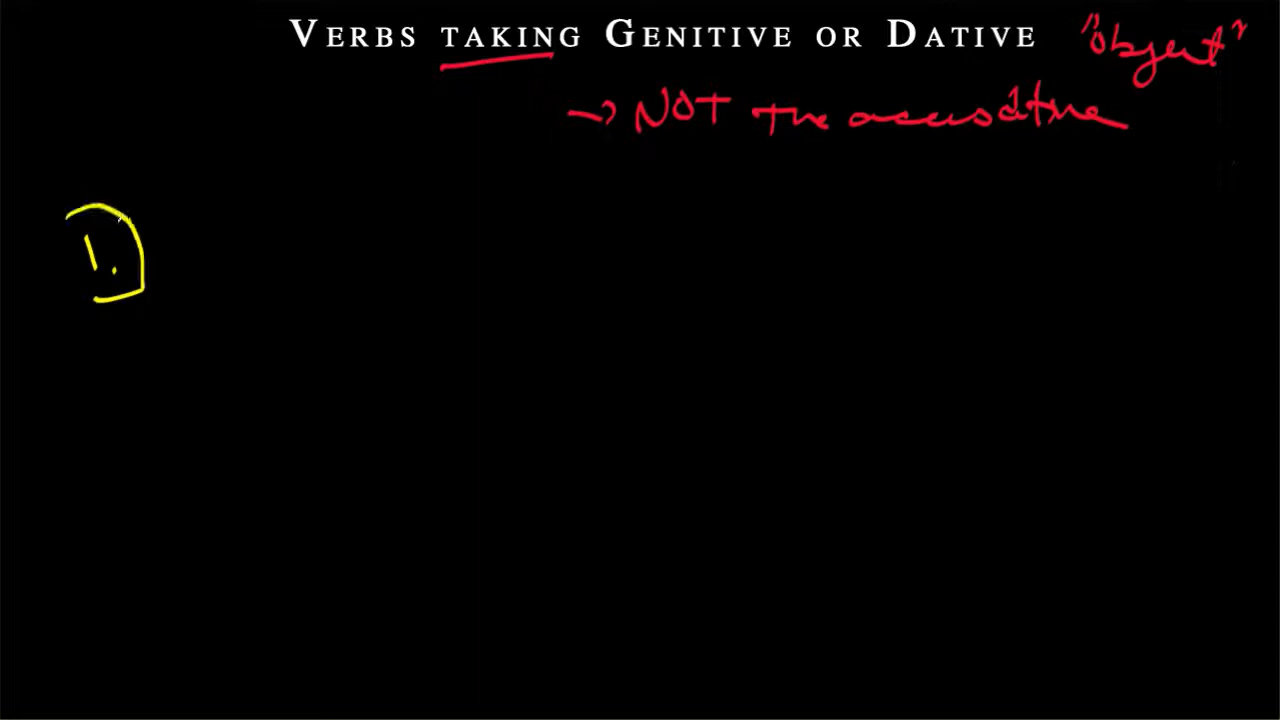 VERBS TAKING GENITIVE OR DATIVE "object"
→ NOT the accusative
1.